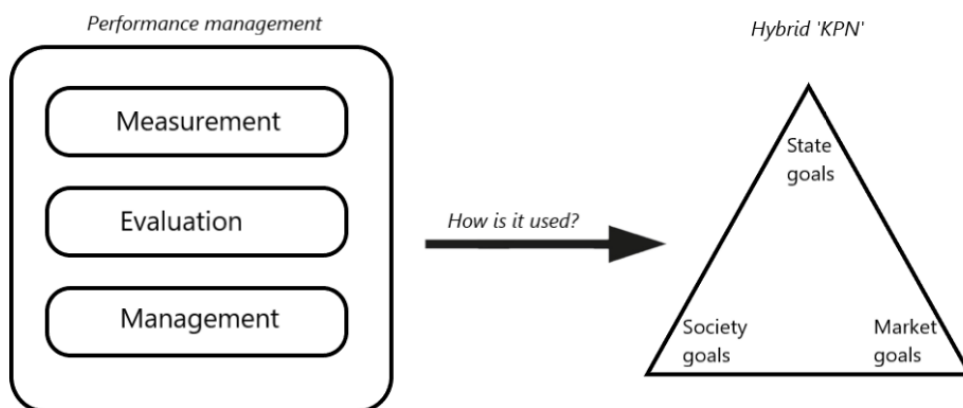 Performance management
Measurement
Evaluation
Management
How is it used?
Hybrid 'KPN'
State
goals
Society
goals
Market
goals